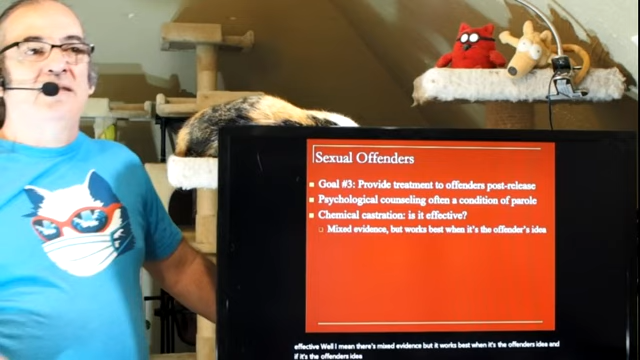 Sexual Offenders
Goal #3: Provide treatment to offenders post-release
Psychological counseling often a condition of parole
Chemical castration: is it effective?
Mixed evidence, but works best when it's the offender's idea
effective Well I mean there's mixed evidence but it works best when it's the offenders idea and
if it's the offenders idea